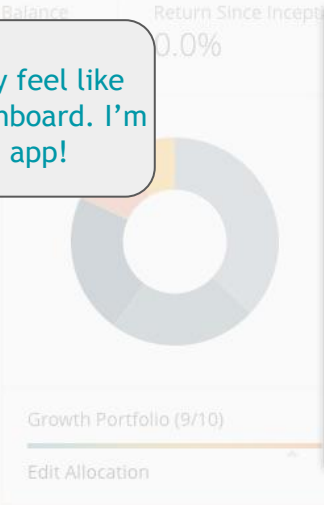 Balance Return Since Incept
0.0%
y feel like
nboard. I’m
app!
Growth Portfolio (9/10)
Edit Allocation